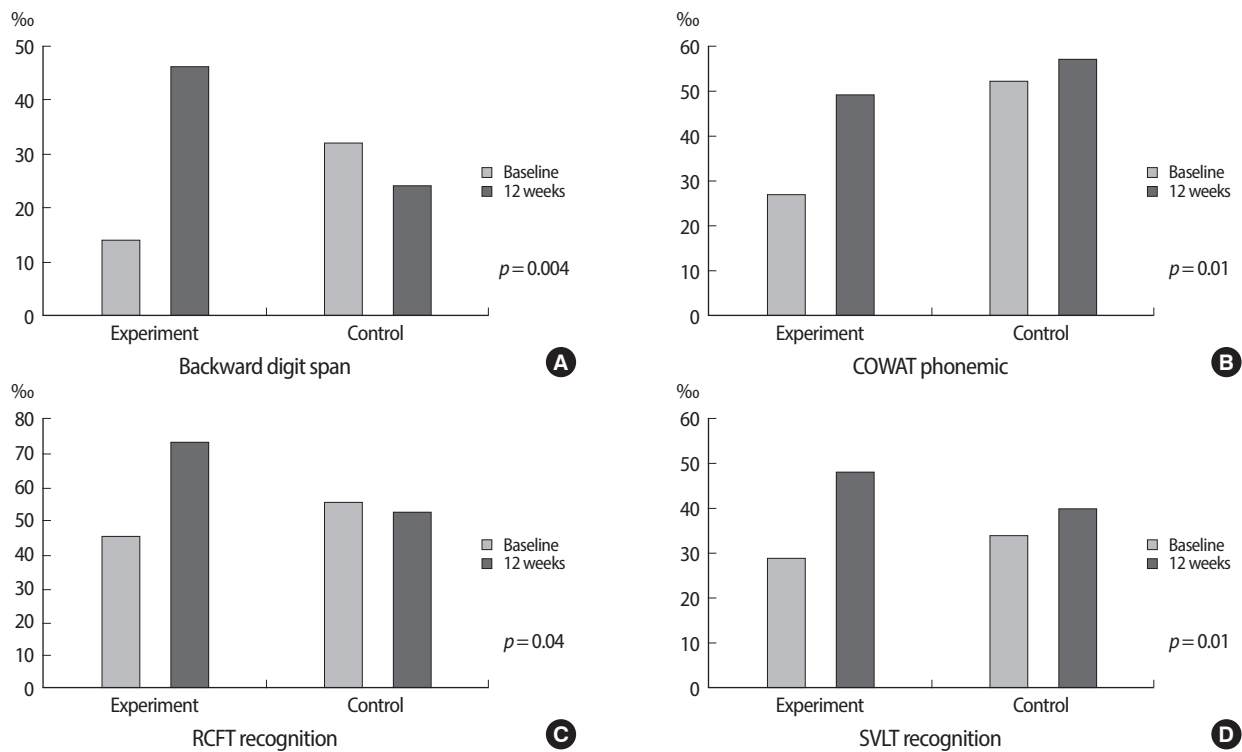 ‰
50
40
30
20
10
0
Baseline
12 weeks
p=0.004
Experiment Control
Backward digit span
A
‰
60
50
40
30
20
10
0
Baseline
12 weeks
p=0.01
Experiment Control
COWAT phonemic
B
‰
80
70
60
50
40
30
20
10
0
Baseline
12 weeks
p=0.04
Experiment Control
RCFT recognition
C
‰
60
50
40
30
20
10
0
Baseline
12 weeks
p=0.01
Experiment Control
SVLT recognition
D